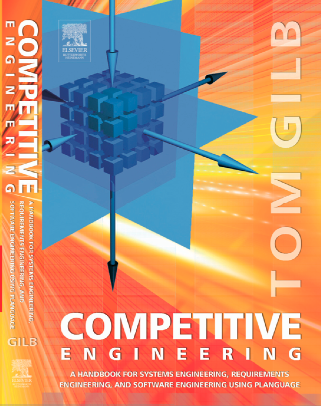 COMPETITIVE
ENGINEERING
A HANDBOOK FOR SYSTEMS ENGINEERING,
REQUIREMENTS ENGINEERING, AND
SOFTWARE ENGINEERING USING PLANGUAGE
GILB
ELSEVIER
TOM GILB
COMPETITIVE
ENGINEERING
A HANDBOOK FOR SYSTEMS ENGINEERING, REQUIREMENTS
ENGINEERING, AND SOFTWARE ENGINEERING USING PLANGUAGE